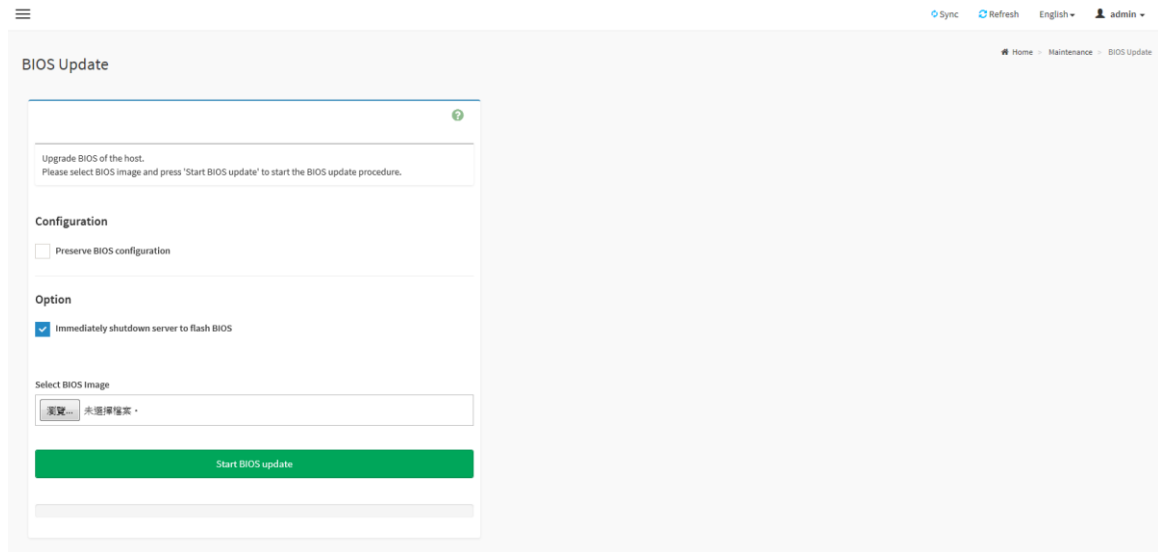 Sync Refresh English admin
Home > Maintenance > BIOS Update
BIOS Update
Upgrade BIOS of the host.
Please select BIOS image and press 'Start BIOS update' to start the BIOS update procedure.
Configuration
Preserve BIOS configuration
Option
Immediately shutdown server to flash BIOS
Select BIOS Image
瀏覽… 未選擇檔案。
Start BIOS update